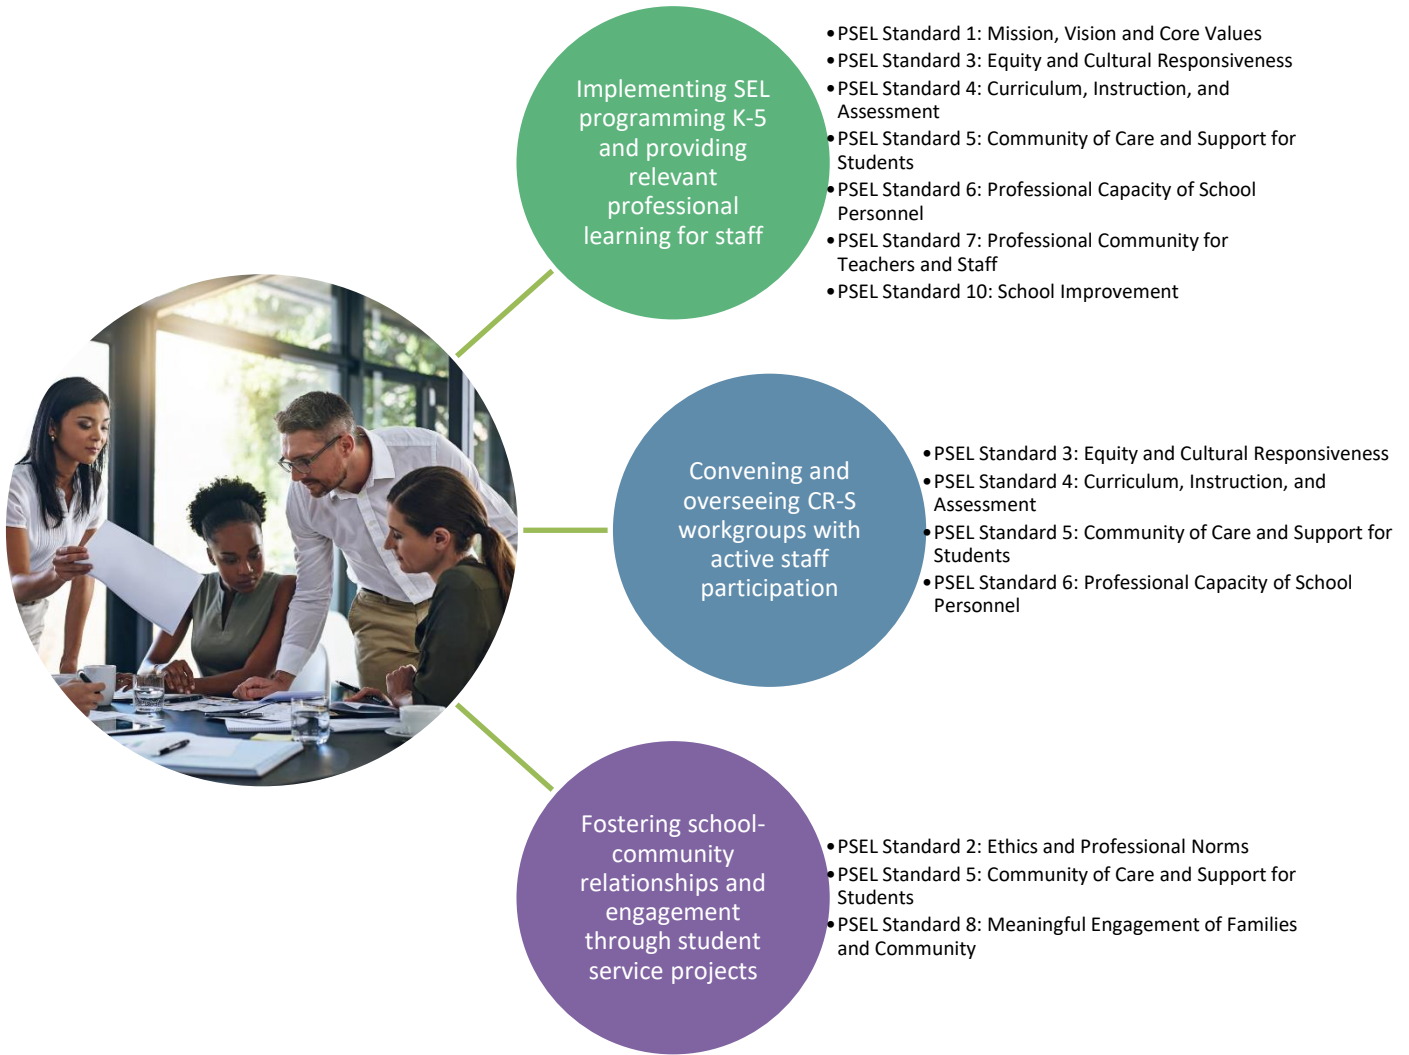 Implementing SEL
programming K-5
and providing
relevant
professional
learning for staff
•PSEL Standard 1: Mission, Vision and Core Values
•PSEL Standard 3: Equity and Cultural Responsiveness
•PSEL Standard 4: Curriculum, Instruction, and
Assessment
•PSEL Standard 5: Community of Care and Support for
Students
•PSEL Standard 6: Professional Capacity of School
Personnel
•PSEL Standard 7: Professional Community for
Teachers and Staff
•PSEL Standard 10: School Improvement
Convening and
overseeing CR-S
workgroups with
active staff
participation
•PSEL Standard 3: Equity and Cultural Responsiveness
•PSEL Standard 4: Curriculum, Instruction, and
Assessment
•PSEL Standard 5: Community of Care and Support for
Students
•PSEL Standard 6: Professional Capacity of School
Personnel
Fostering school-
community
relationships and
engagement
through student
service projects
•PSEL Standard 2: Ethics and Professional Norms
•PSEL Standard 5: Community of Care and Support for
Students
•PSEL Standard 8: Meaningful Engagement of Families
and Community